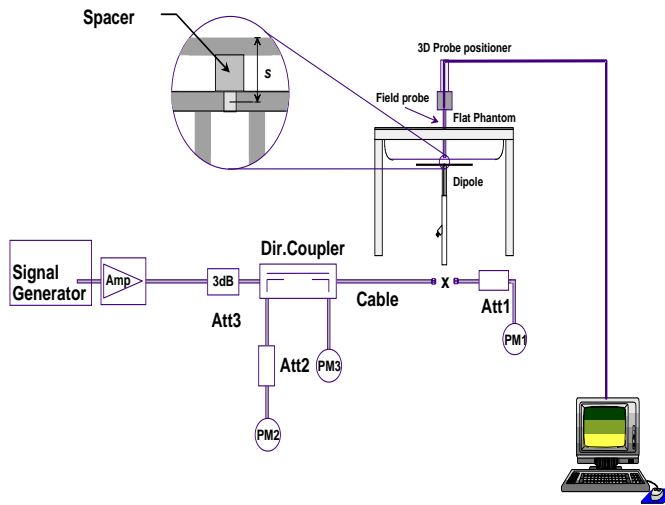 Spacer
s
3D Probe positioner
Field probe
Flat Phantom
Dipole
Signal
Generator
Amp
3dB
Att3
Dir.Coupler
Cable
x
Att1
PM1
Att2
PM3
PM2